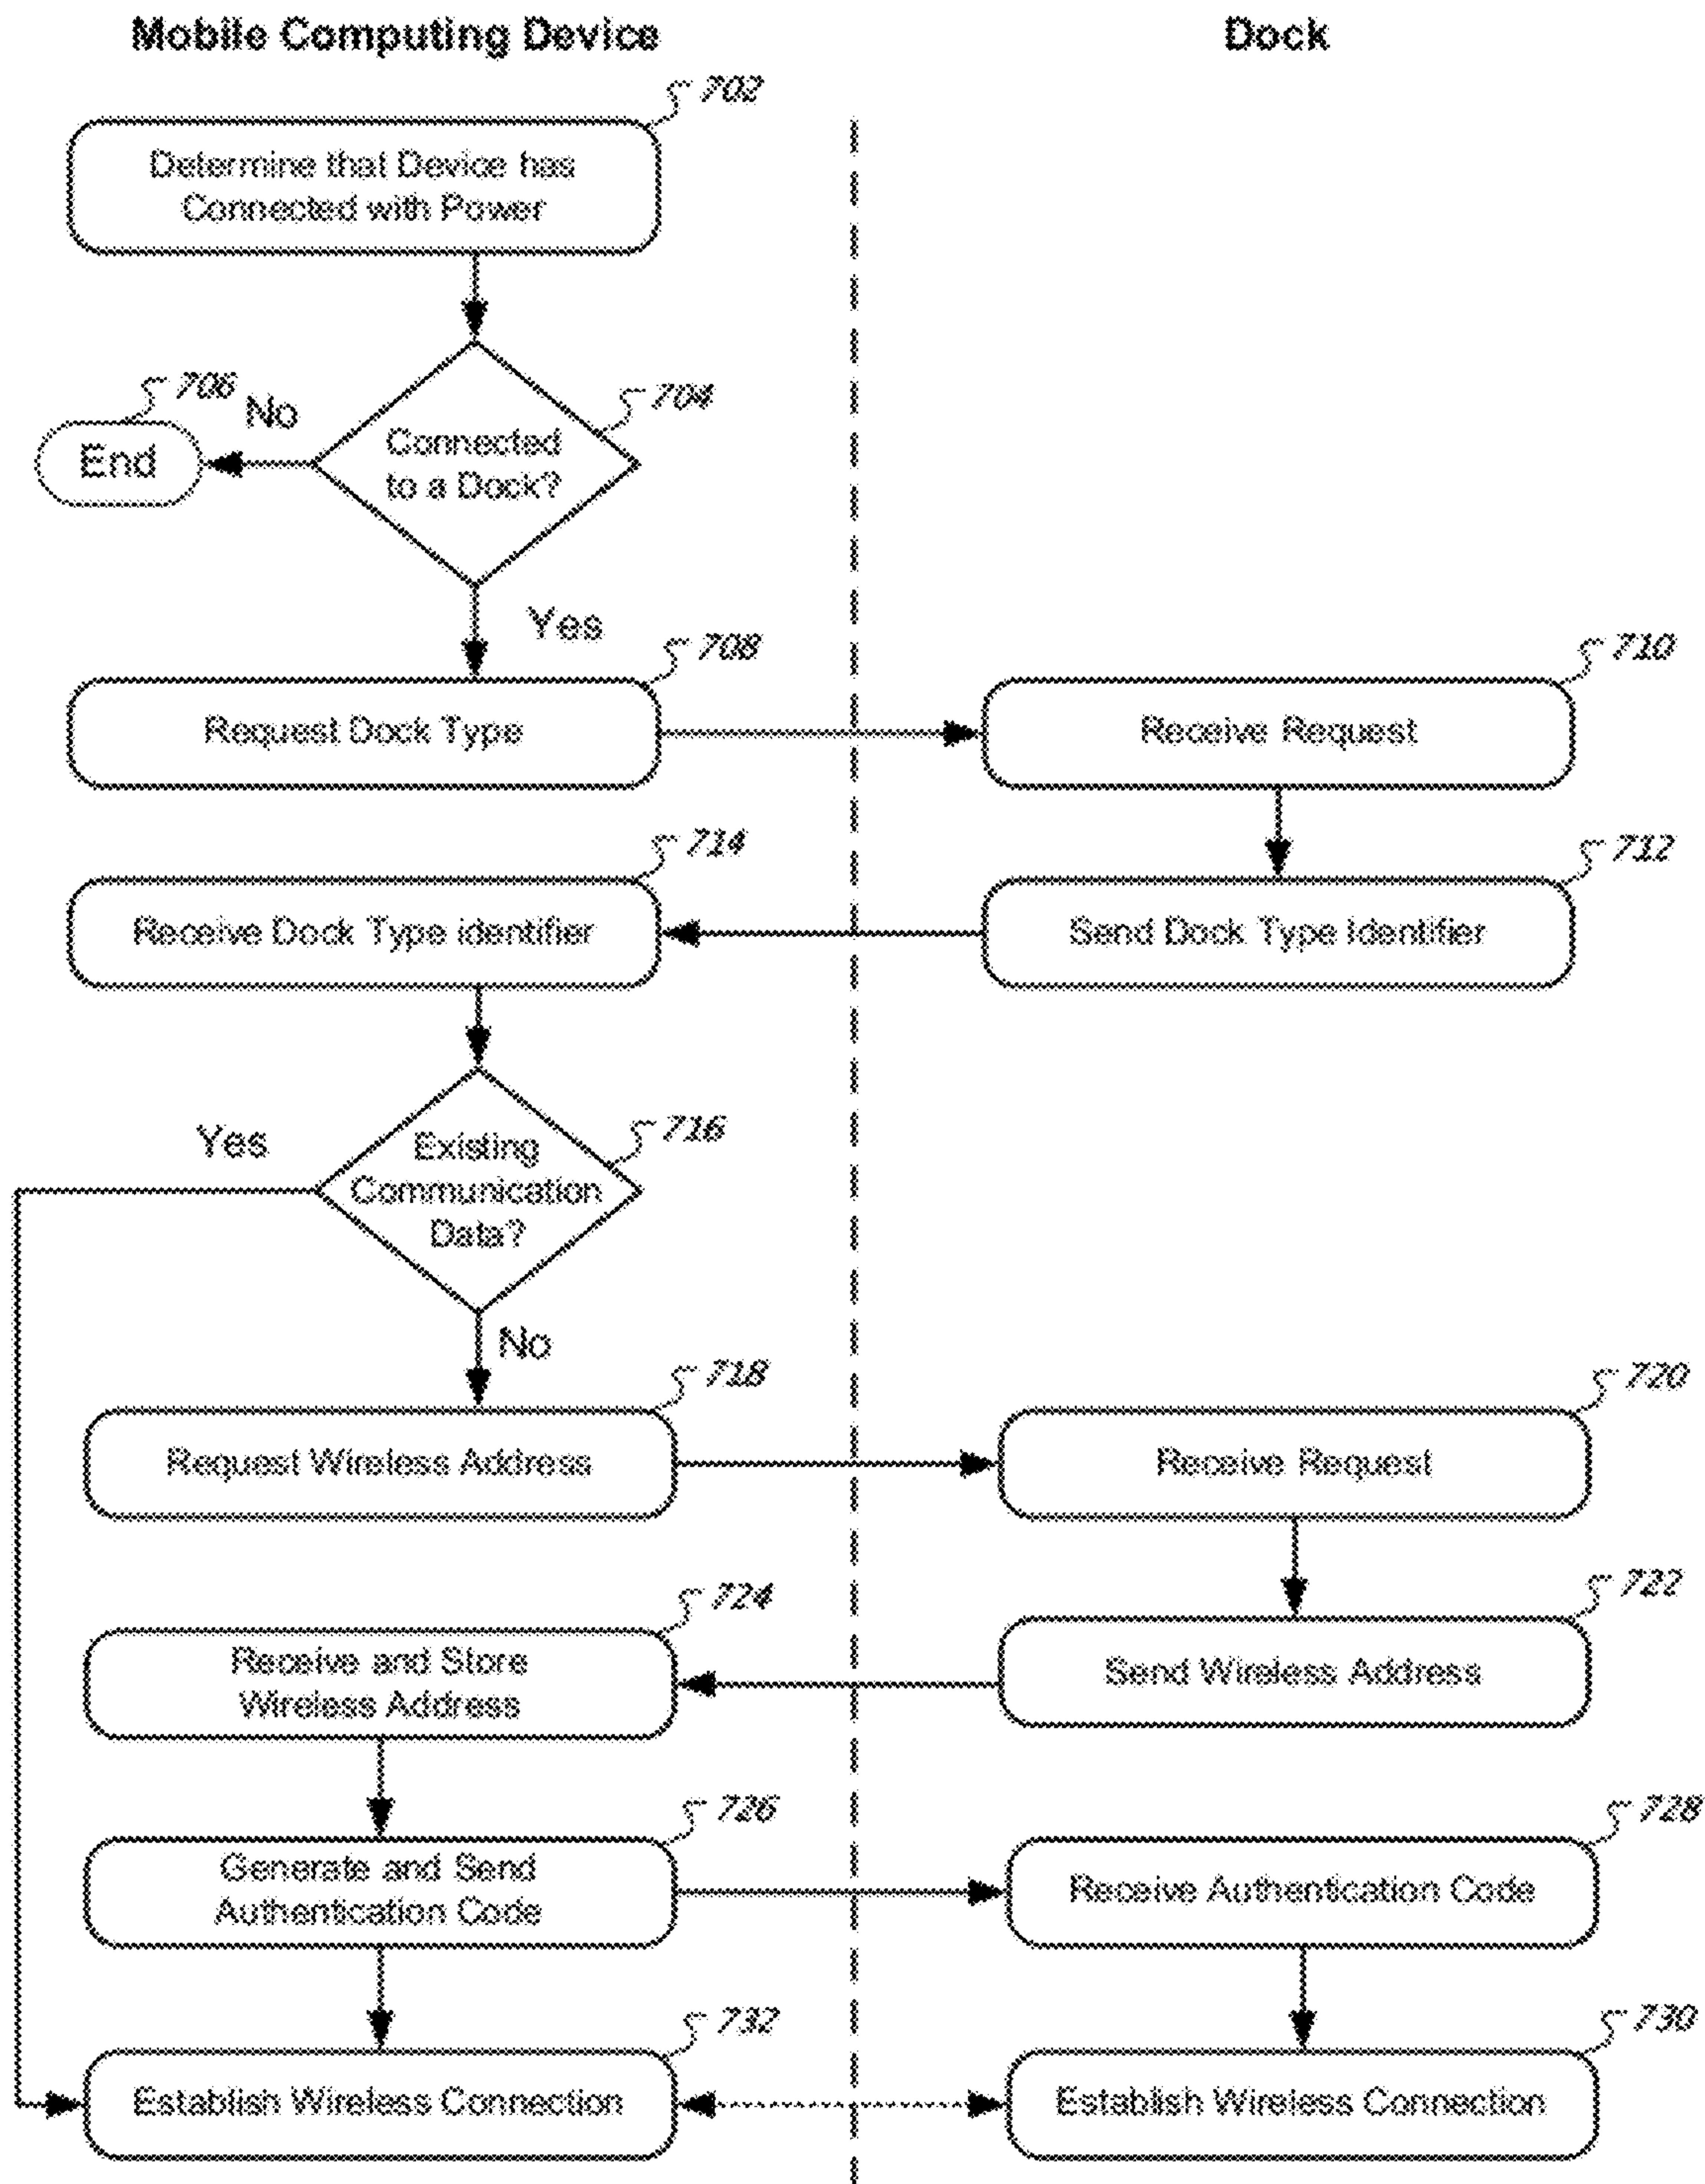 Mobile Computing Device
Dock
702
Determine that Device has
Connected with Power
706
No
704
End
Connected
to a Dock?
Yes
708
710
Request Dock Type
Receive Request
714
712
Receive Dock Type identifier
Send Dock Type Identifier
Yes
716
Existing
Communication
Data?
No
718
720
Request Wireless Address
Receive Request
724
722
Receive and Store
Wireless Address
Send Wireless Address
726
728
Generate and Send
Authentication Code
Receive Authentication Code
732
730
Establish Wireless Connection
Establish Wireless Connection